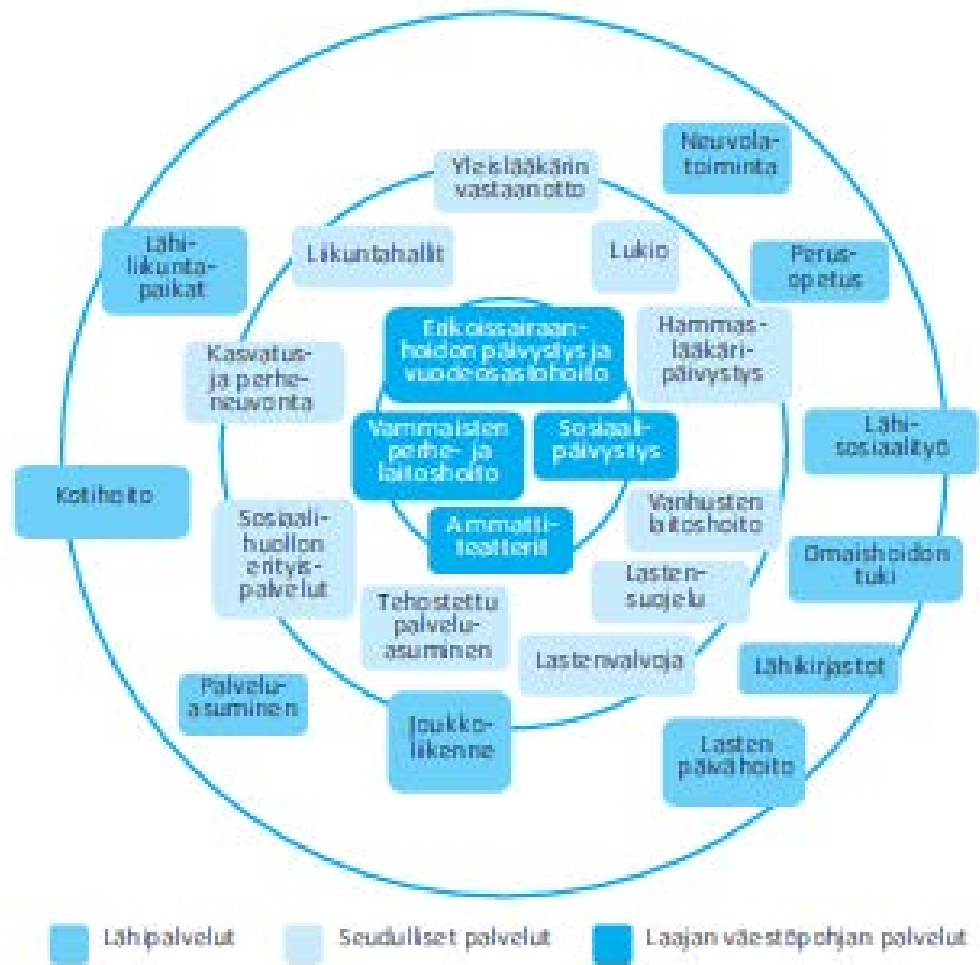 Neuvola-
toiminta
Yleislääkärin
vastaanotto
Lähi-
liikunta-
paikat
Liikuntahallit
Lukio
Perus-
opetus
Erikoissairaan-
hoidon päivystys ja
vuodeosastohoito
Hammas-
lääkäri-
päivystys
Kasvatus-
ja perhe-
neuvonta
Vammaisten
perhe- ja
laitoshoito
Sosiaali-
päivystys
Lähi-
sosiaalityö
Kotihoito
Vanhusten
laitoshoito
Sosiaali-
huollon
erityis-
palvelut
Ammatti-
teatterit
Omaishoidon
tuki
Lasten-
suojelu
Tehostettu
palvelu-
asuminen
Lastenvalvoja
Lähikirjastot
Palvelu-
asuminen
Joukko-
liikenne
Lasten
päivähoito
Lähipalvelut
Seudulliset palvelut
Laajan väestöpohjan palvelut